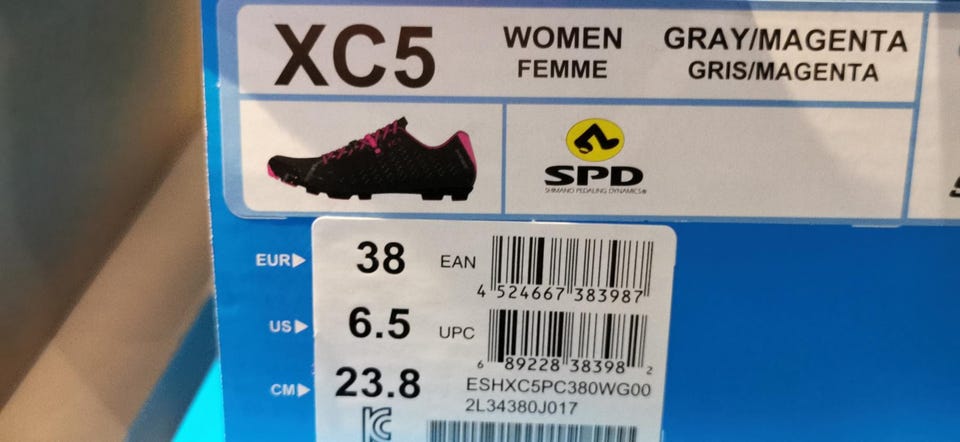 XC5
WOMEN
FEMME
GRAY/MAGENTA
GRIS/MAGENTA
SPD
SHIMANO PEDALING DYNAMICS®
EUR 38
US 6.5
CM 23.8
EAN
4 524667 383987
UPC
6 89228 38398 2
ESHXC5PC380WG00
2L34380J017